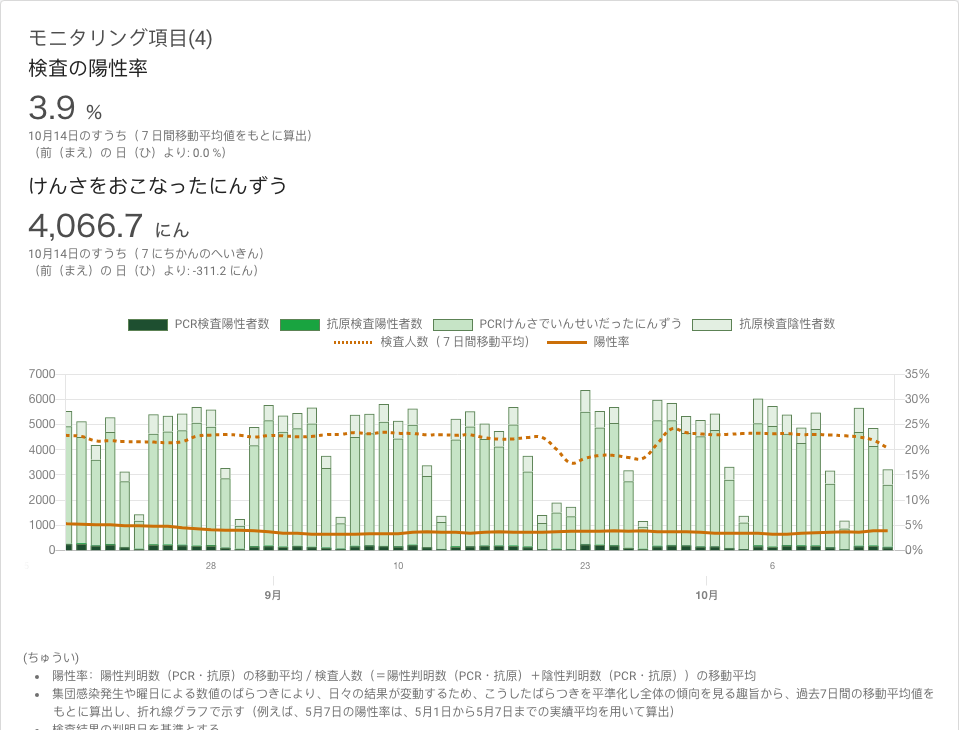 モニタリング項目(4)
検査の陽性率
3.9 %
10月14日のすうち（７日間移動平均値をもとに算出）
（前（まえ）の 日（ひ）より: 0.0 %）
けんさをおこなったにんずう
4,066.7 にん
10月14日のすうち（７にちかんのへいきん）
（前（まえ）の 日（ひ）より: -311.2 にん）
PCR検査陽性者数 抗原検査陽性者数 PCRけんさでいんせいだったにんずう 抗原検査陰性者数
検査人数（７日間移動平均） 陽性率
7000 35%
6000 30%
5000 25%
4000 20%
3000 15%
2000 10%
1000 5%
0 0%
28 10 23 6
9月 10月
(ちゅうい)
• 陽性率：陽性判明数（PCR・抗原）の移動平均 / 検査人数（＝陽性判明数（PCR・抗原）＋陰性判明数（PCR・抗原））の移動平均
• 集団感染発生や曜日による数値のばらつきにより、日々の結果が変動するため、こうしたばらつきを平準化し全体の傾向を見る趣旨から、過去7日間の移動平均値を
もとに算出し、折れ線グラフで示す（例えば、5月7日の陽性率は、5月1日から5月7日までの実績平均を用いて算出）
• 検査結果の判明日を基準とする